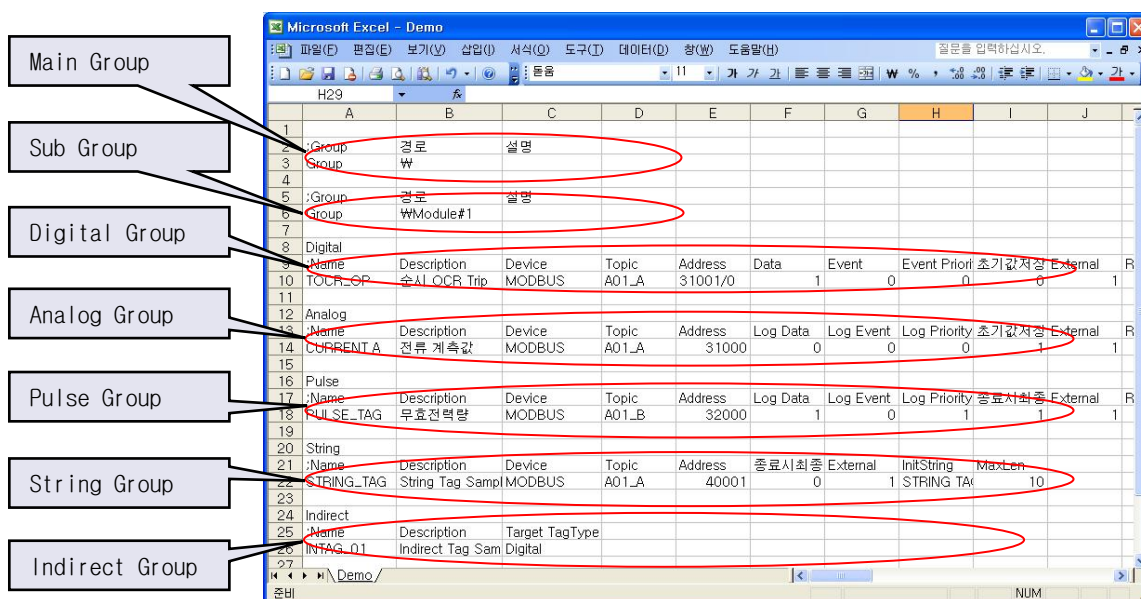 Main Group
Sub Group
Digital Group
Analog Group
Pulse Group
String Group
Indirect Group
Microsoft Excel - Demo
파일(F) 편집(E) 보기(V) 삽입(I) 서식(O) 도구(T) 데이터(D) 창(W) 도움말(H) 질문을 입력하십시오.
돋움 11 가 가 가 ₩ % , 가
H29 fx
A B C D E F G H I J
1
2 ;Group 경로 설명
3 Group ₩
4
5 ;Group 경로 설명
6 Group ₩Module#1
7
8 Digital
9 ;Name Description Device Topic Address Data Event Event Priori 초기값저장 External R
10 TOCR_OP 순시 OCR Trip MODBUS A01_A 31001/0 1 0 0 0 1
11
12 Analog
13 ;Name Description Device Topic Address Log Data Log Event Log Priority 초기값저장 External R
14 CURRENT A 전류 계측값 MODBUS A01_A 31000 0 0 0 1 1
15
16 Pulse
17 ;Name Description Device Topic Address Log Data Log Event Log Priority 종료시최종 External R
18 PULSE_TAG 무효전력량 MODBUS A01_B 32000 1 0 1 1 1
19
20 String
21 ;Name Description Device Topic Address 종료시최종 External InitString MaxLen
22 STRING_TAG String Tag Sampl MODBUS A01_A 40001 0 1 STRING TA 10
23
24 Indirect
25 ;Name Description Target TagType
26 INTAG_01 Indirect Tag Sam Digital
27
Demo
준비 NUM